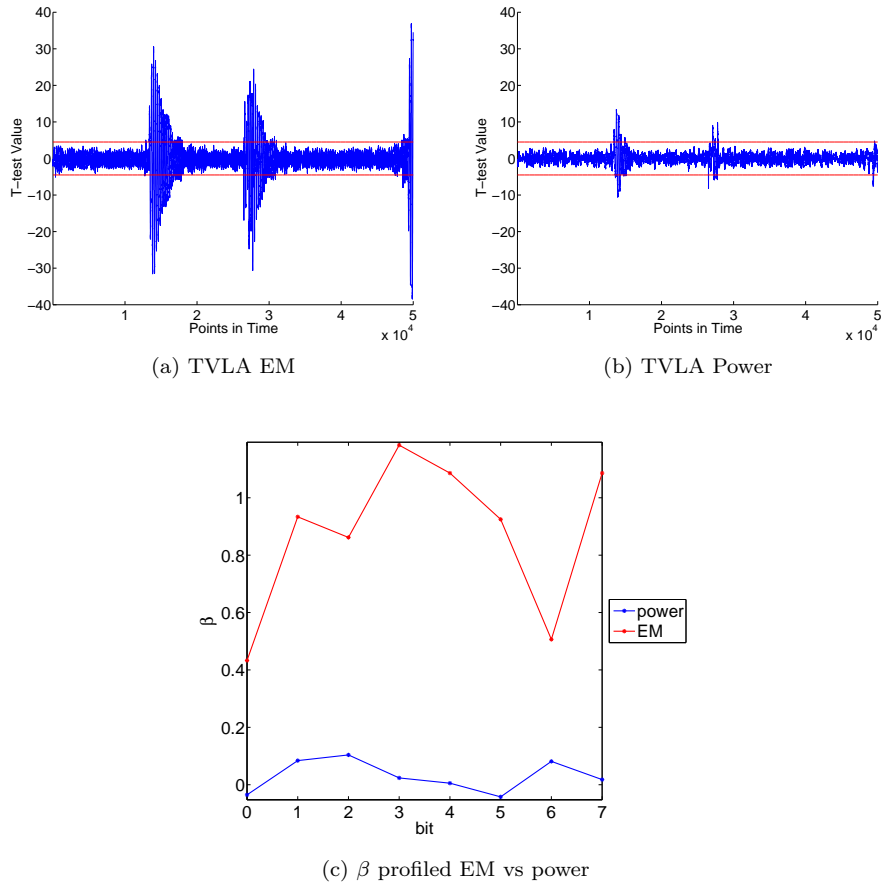 40
30
20
10
0
−10
−20
−30
−40
T−test Value
1 2 3 4 5
Points in Time
x 10^4
(a) TVLA EM
40
30
20
10
0
−10
−20
−30
−40
T−test Value
1 2 3 4 5
Points in Time
x 10^4
(b) TVLA Power
1
0.8
0.6
0.4
0.2
0
β
0 1 2 3 4 5 6 7
bit
power
EM
(c) β profiled EM vs power